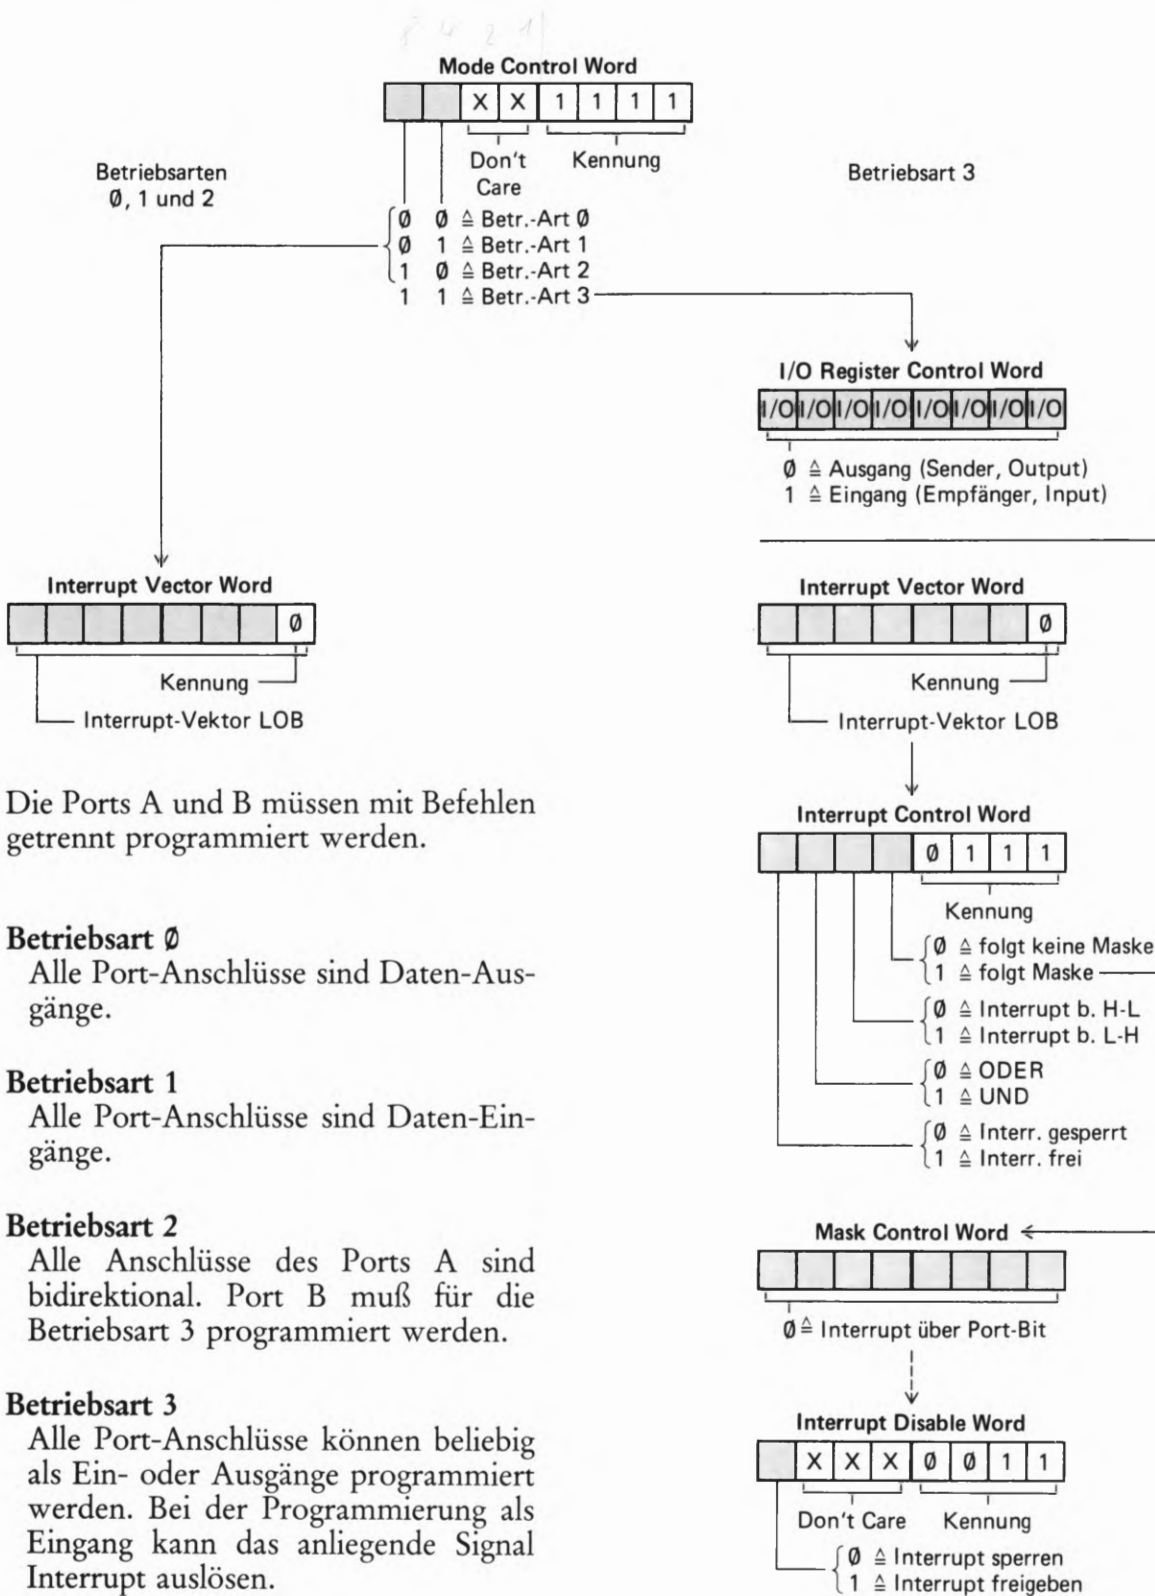 8 4 2 1
Mode Control Word
X X 1 1 1 1
Don't
Care
Kennung
Betriebsarten
Ø, 1 und 2
Betriebsart 3
Ø Ø ≙ Betr.-Art Ø
Ø 1 ≙ Betr.-Art 1
1 Ø ≙ Betr.-Art 2
1 1 ≙ Betr.-Art 3
I/O Register Control Word
I/O I/O I/O I/O I/O I/O I/O I/O
Ø ≙ Ausgang (Sender, Output)
1 ≙ Eingang (Empfänger, Input)
Interrupt Vector Word
Ø
Kennung
Interrupt-Vektor LOB
Interrupt Vector Word
Ø
Kennung
Interrupt-Vektor LOB
Die Ports A und B müssen mit Befehlen
getrennt programmiert werden.
Betriebsart Ø
Alle Port-Anschlüsse sind Daten-Aus-
gänge.
Betriebsart 1
Alle Port-Anschlüsse sind Daten-Ein-
gänge.
Betriebsart 2
Alle Anschlüsse des Ports A sind
bidirektional. Port B muß für die
Betriebsart 3 programmiert werden.
Betriebsart 3
Alle Port-Anschlüsse können beliebig
als Ein- oder Ausgänge programmiert
werden. Bei der Programmierung als
Eingang kann das anliegende Signal
Interrupt auslösen.
Interrupt Control Word
Ø 1 1 1
Kennung
Ø ≙ folgt keine Maske
1 ≙ folgt Maske
Ø ≙ Interrupt b. H-L
1 ≙ Interrupt b. L-H
Ø ≙ ODER
1 ≙ UND
Ø ≙ Interr. gesperrt
1 ≙ Interr. frei
Mask Control Word
Ø ≙ Interrupt über Port-Bit
Interrupt Disable Word
X X X Ø Ø 1 1
Don't Care Kennung
Ø ≙ Interrupt sperren
1 ≙ Interrupt freigeben